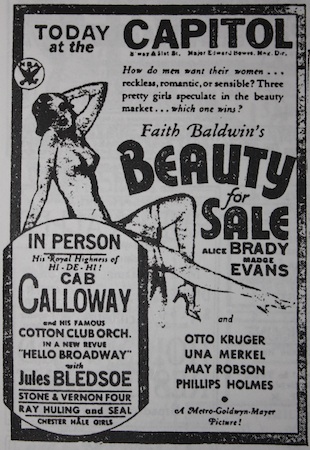 TODAY
at the
CAPITOL
B'way & 51st St. Major Edward Bowes, Mng. Dir.
NRA
How do men want their women . . .
reckless, romantic, or sensible? Three
pretty girls speculate in the beauty
market . . . which one wins?
Faith Baldwin's
BEAUTY
for
SALE
ALICE BRADY
MADGE
EVANS
IN PERSON
His Royal Highness of
HI-DE-HI!
CAB
CALLOWAY
and HIS FAMOUS
COTTON CLUB ORCH.
IN A NEW REVUE
"HELLO BROADWAY"
with
Jules BLEDSOE
STONE & VERNON FOUR
RAY HULING and SEAL
CHESTER HALE GIRLS
and
OTTO KRUGER
UNA MERKEL
MAY ROBSON
PHILLIPS HOLMES
A Metro-Goldwyn-Mayer
Picture!